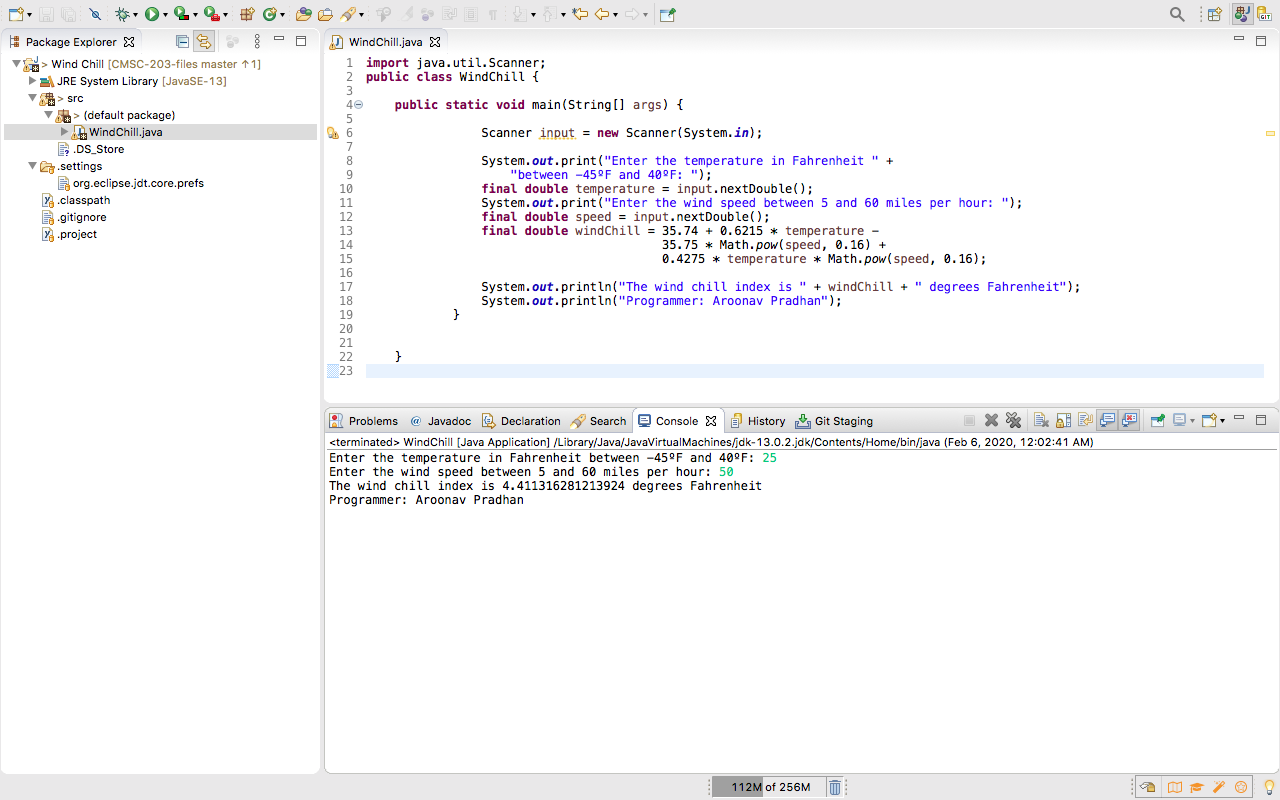 Package Explorer
> Wind Chill [CMSC-203-files master ↑1]
JRE System Library [JavaSE-13]
> src
> (default package)
WindChill.java
.DS_Store
.settings
org.eclipse.jdt.core.prefs
.classpath
.gitignore
.project
WindChill.java
1 import java.util.Scanner;
2 public class WindChill {
3
4 public static void main(String[] args) {
5
6 Scanner input = new Scanner(System.in);
7
8 System.out.print("Enter the temperature in Fahrenheit " +
9 "between -45ºF and 40ºF: ");
10 final double temperature = input.nextDouble();
11 System.out.print("Enter the wind speed between 5 and 60 miles per hour: ");
12 final double speed = input.nextDouble();
13 final double windChill = 35.74 + 0.6215 * temperature -
14 35.75 * Math.pow(speed, 0.16) +
15 0.4275 * temperature * Math.pow(speed, 0.16);
16
17 System.out.println("The wind chill index is " + windChill + " degrees Fahrenheit");
18 System.out.println("Programmer: Aroonav Pradhan");
19 }
20
21
22 }
23
Problems @ Javadoc Declaration Search Console History Git Staging
<terminated> WindChill [Java Application] /Library/Java/JavaVirtualMachines/jdk-13.0.2.jdk/Contents/Home/bin/java (Feb 6, 2020, 12:02:41 AM)
Enter the temperature in Fahrenheit between -45ºF and 40ºF: 25
Enter the wind speed between 5 and 60 miles per hour: 50
The wind chill index is 4.411316281213924 degrees Fahrenheit
Programmer: Aroonav Pradhan
112M of 256M